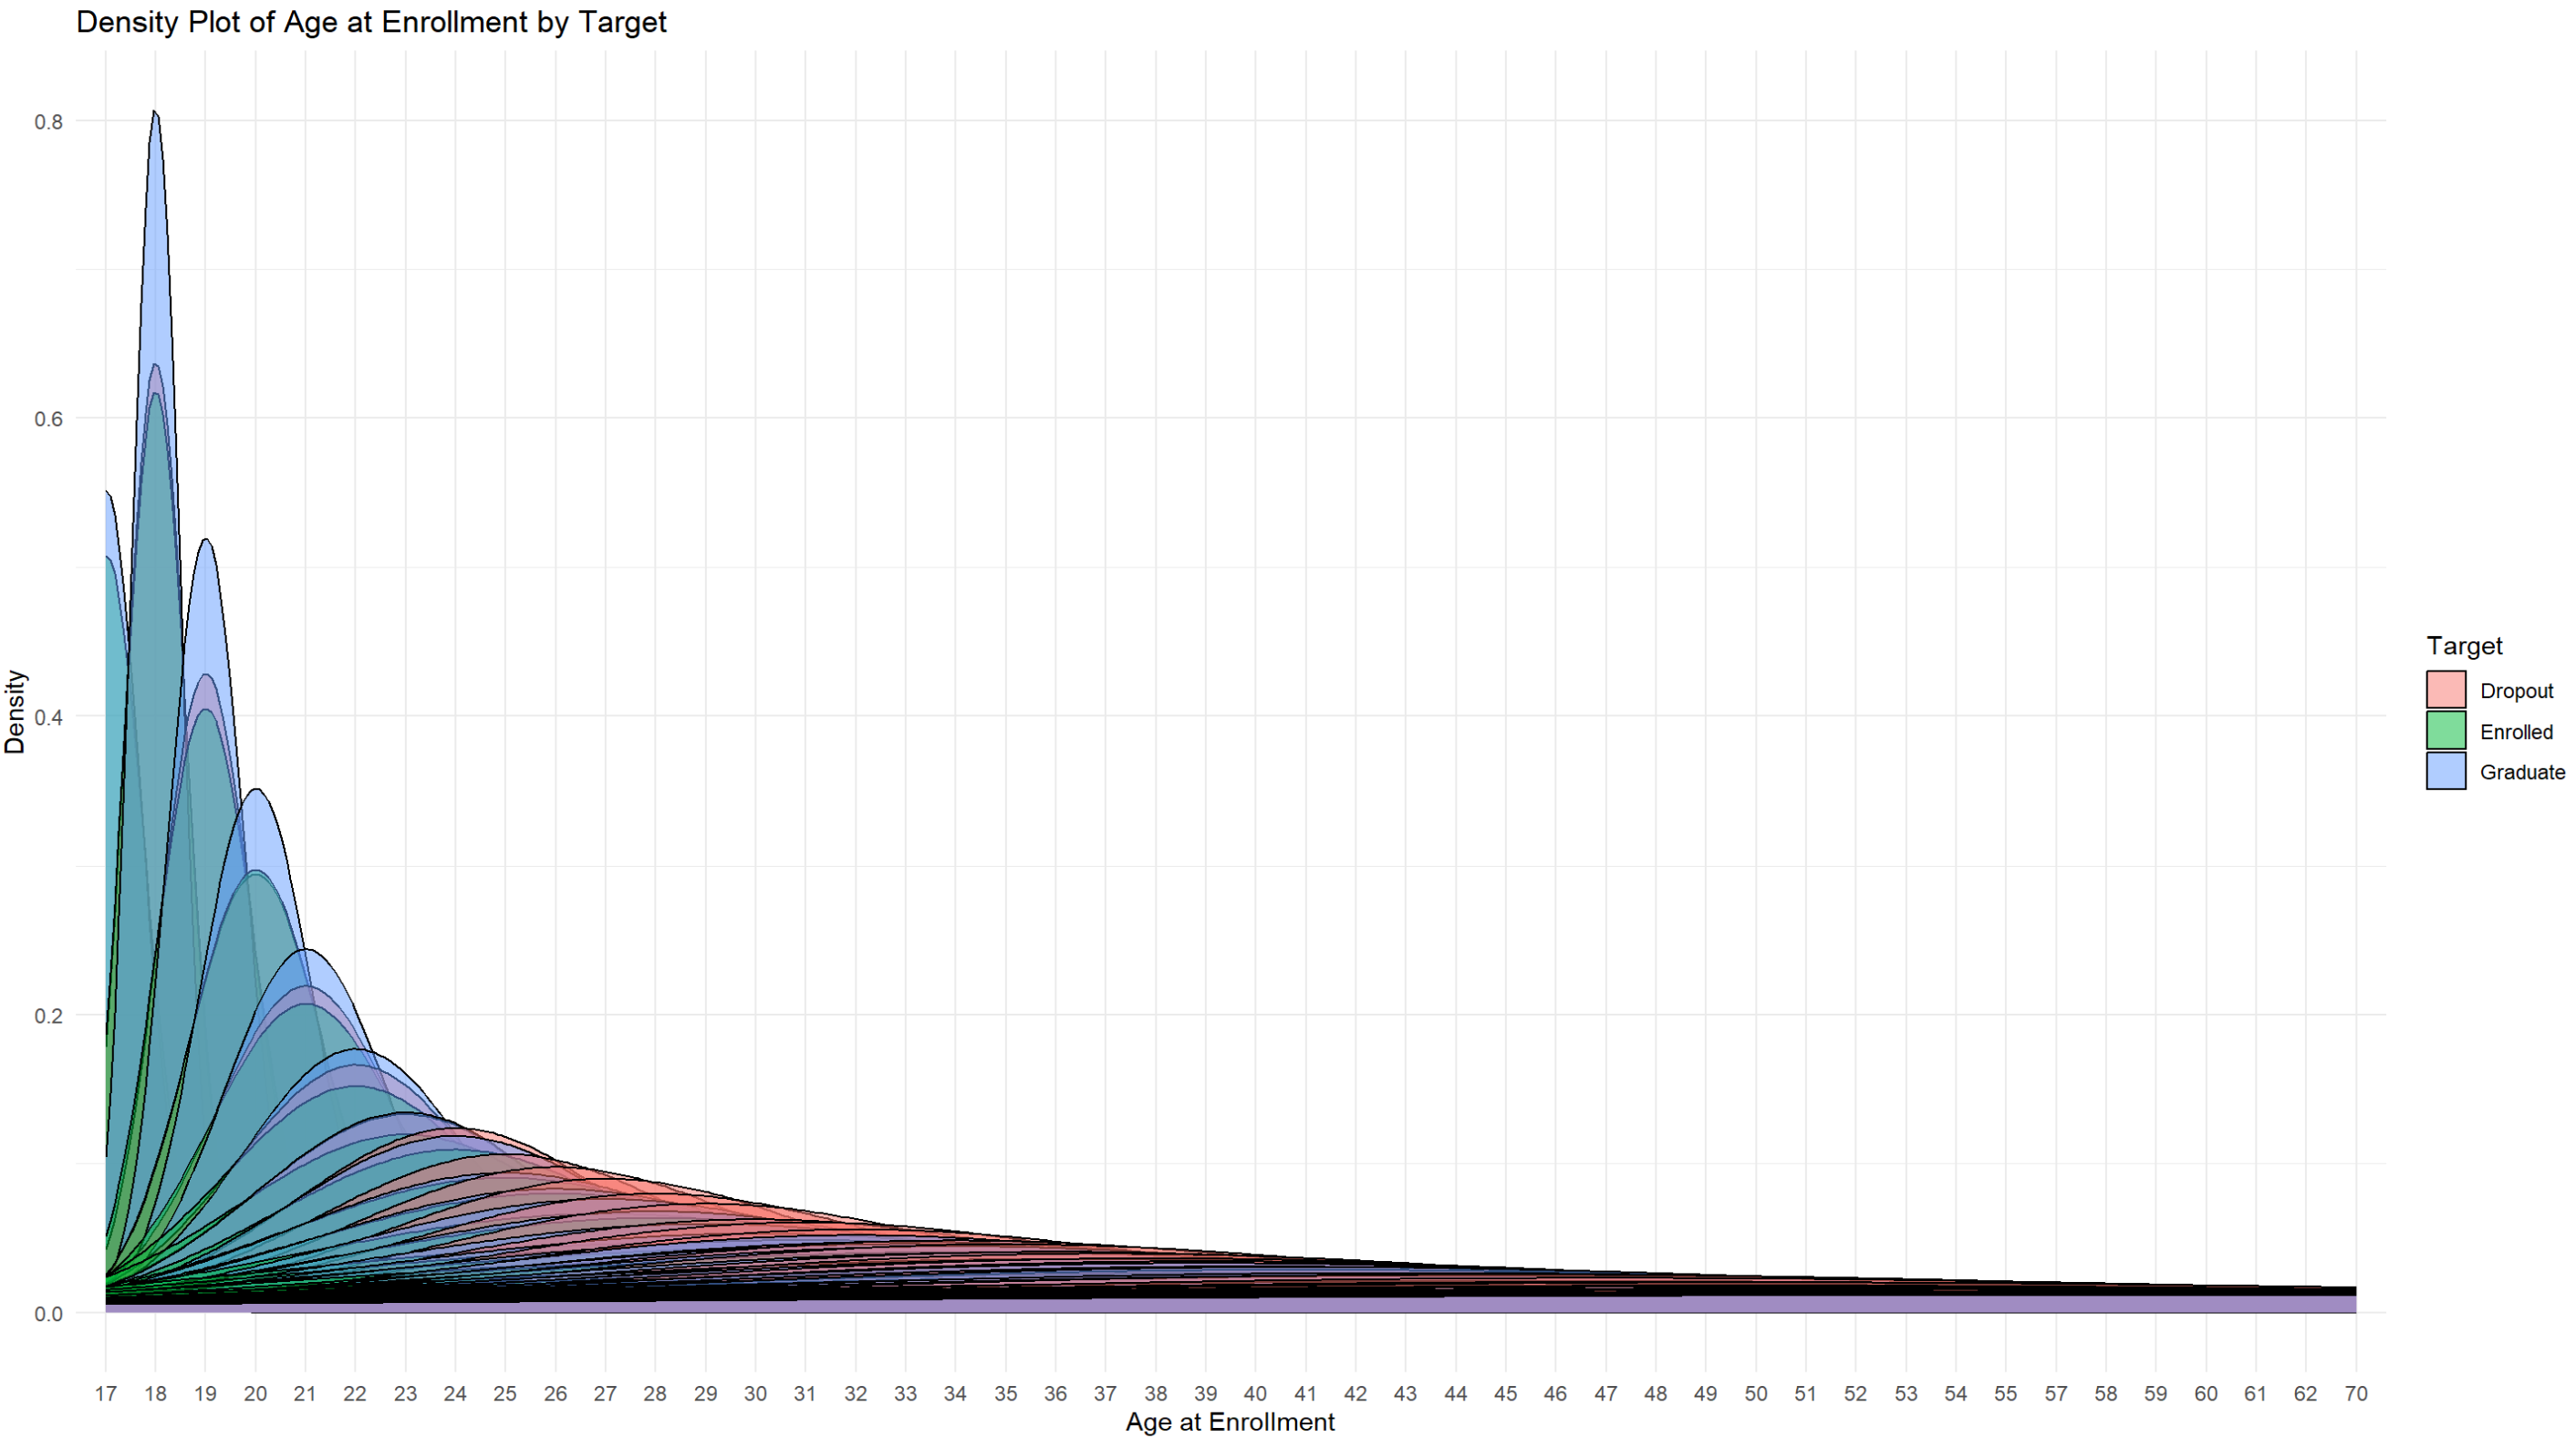 Density Plot of Age at Enrollment by Target
0.8
0.6
0.4
0.2
0.0
Density
17 18 19 20 21 22 23 24 25 26 27 28 29 30 31 32 33 34 35 36 37 38 39 40 41 42 43 44 45 46 47 48 49 50 51 52 53 54 55 57 58 59 60 61 62 70
Age at Enrollment
Target
Dropout
Enrolled
Graduate